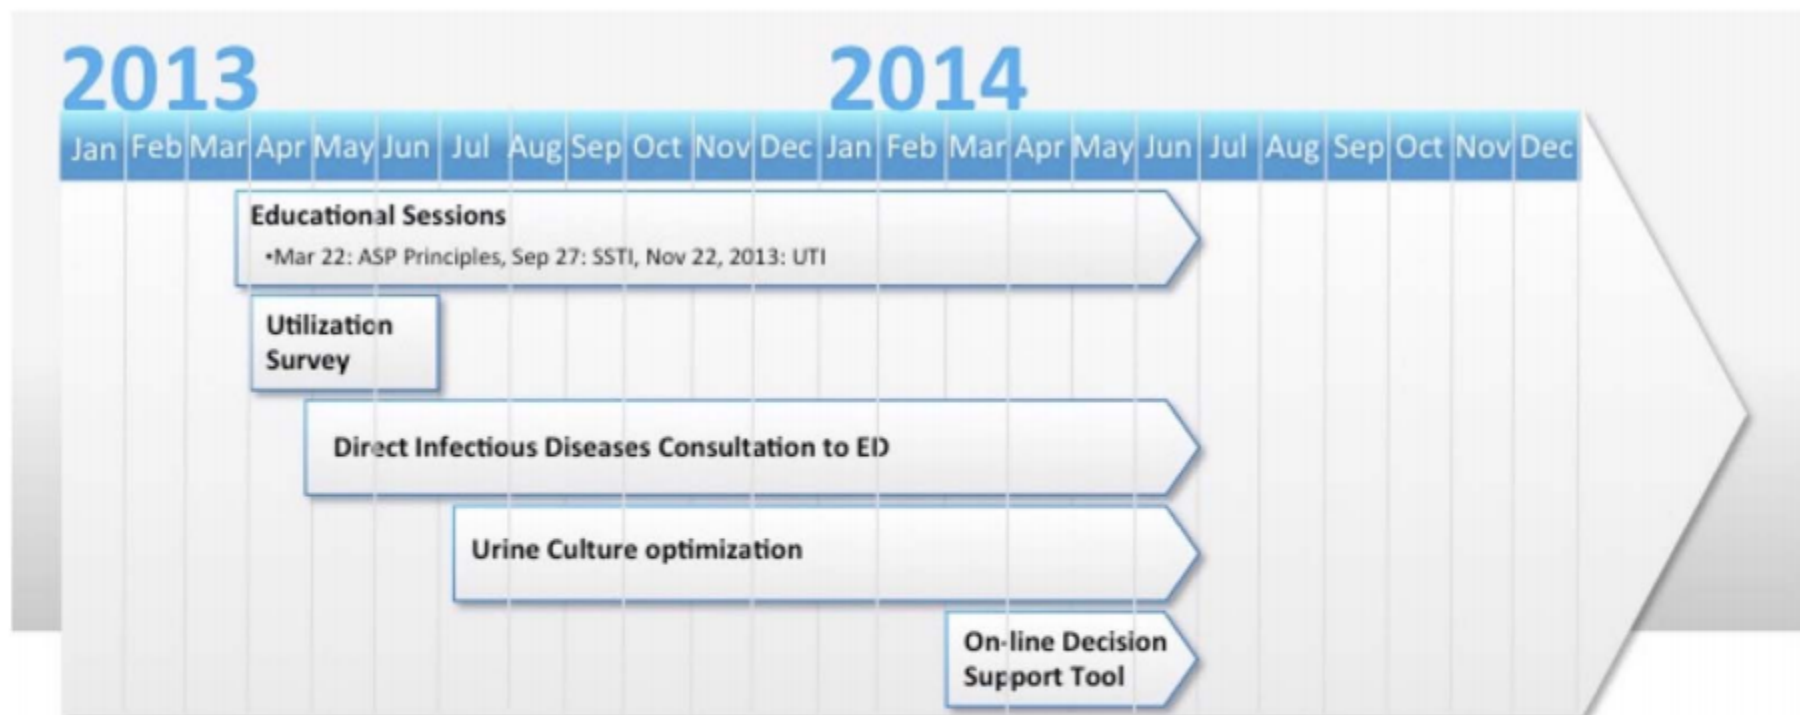 2013 2014
Jan Feb Mar Apr May Jun Jul Aug Sep Oct Nov Dec Jan Feb Mar Apr May Jun Jul Aug Sep Oct Nov Dec
Educational Sessions
•Mar 22: ASP Principles, Sep 27: SSTI, Nov 22, 2013: UTI
Utilization
Survey
Direct Infectious Diseases Consultation to ED
Urine Culture optimization
On-line Decision
Support Tool